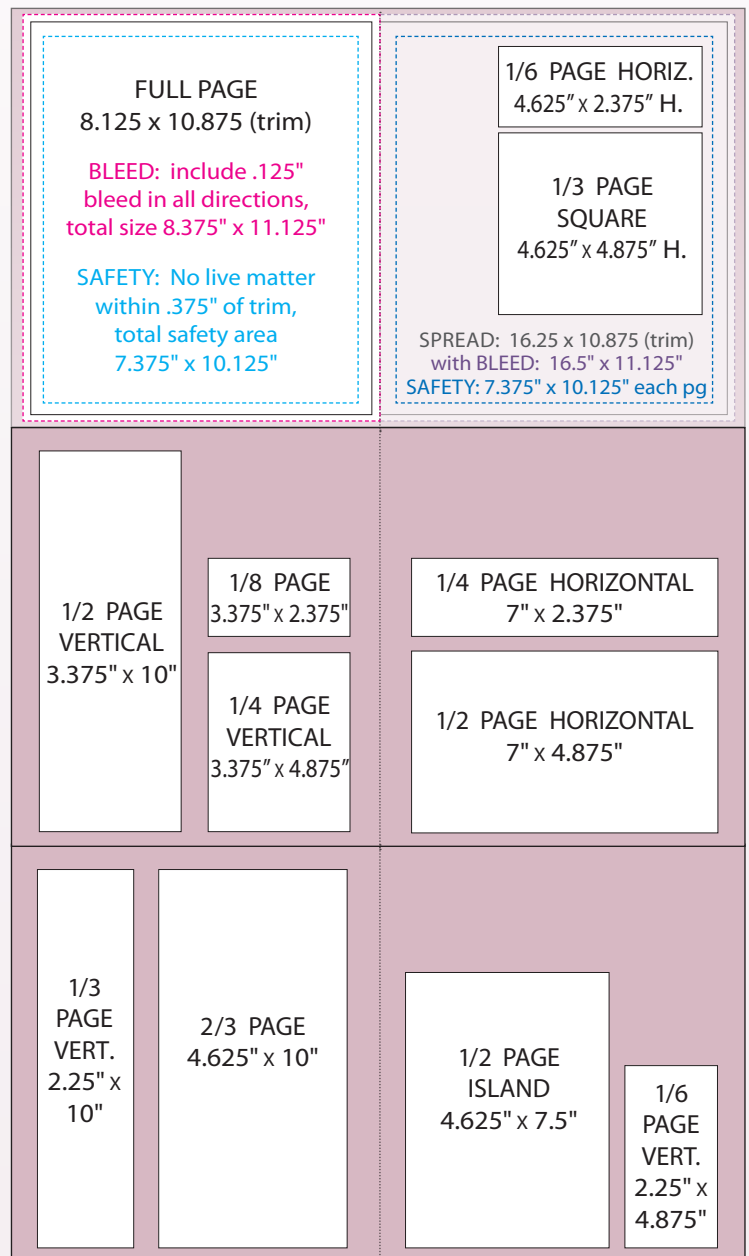 FULL PAGE
8.125 x 10.875 (trim)
BLEED: include .125"
bleed in all directions,
total size 8.375" x 11.125"
SAFETY: No live matter
within .375" of trim,
total safety area
7.375" x 10.125"
1/6 PAGE HORIZ.
4.625" x 2.375" H.
1/3 PAGE
SQUARE
4.625" x 4.875" H.
SPREAD: 16.25 x 10.875 (trim)
with BLEED: 16.5" x 11.125"
SAFETY: 7.375" x 10.125" each pg
1/2 PAGE
VERTICAL
3.375" x 10"
1/8 PAGE
3.375" x 2.375"
1/4 PAGE
VERTICAL
3.375" x 4.875"
1/4 PAGE HORIZONTAL
7" x 2.375"
1/2 PAGE HORIZONTAL
7" x 4.875"
1/3
PAGE
VERT.
2.25" x
10"
2/3 PAGE
4.625" x 10"
1/2 PAGE
ISLAND
4.625" x 7.5"
1/6
PAGE
VERT.
2.25" x
4.875"